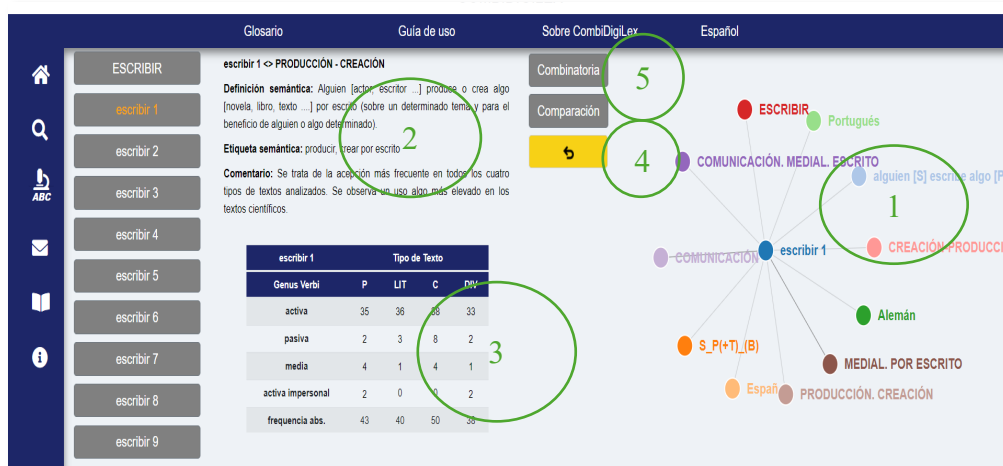 Glosario Guía de uso Sobre CombiDigiLex Español
ESCRIBIR
escribir 1
escribir 2
escribir 3
escribir 4
escribir 5
escribir 6
escribir 7
escribir 8
escribir 9
ABC
escribir 1 <> PRODUCCIÓN - CREACIÓN
Definición semántica: Alguien [actor, escritor ...] produce o crea algo
[novela, libro, texto ....] por escrito (sobre un determinado tema y para el
beneficio de alguien o algo determinado).
Etiqueta semántica: producir, crear por escrito
Comentario: Se trata de la acepción más frecuente en todos los cuatro
tipos de textos analizados. Se observa un uso algo más elevado en los
textos científicos.
escribir 1 Tipo de Texto
Genus Verbi P LIT C DIV
activa 35 36 38 33
pasiva 2 3 8 2
media 4 1 4 1
activa impersonal 2 0 0 2
frequencia abs. 43 40 50 38
Combinatoria
Comparación
5
2
4
3
1
ESCRIBIR
Portugués
COMUNICACIÓN. MEDIAL. ESCRITO
alguien [S] escribe algo [P
CREACIÓN-PRODUCCI
escribir 1
COMUNICACIÓN
Alemán
S_P(+T)_(B)
MEDIAL. POR ESCRITO
Españ
PRODUCCIÓN. CREACIÓN